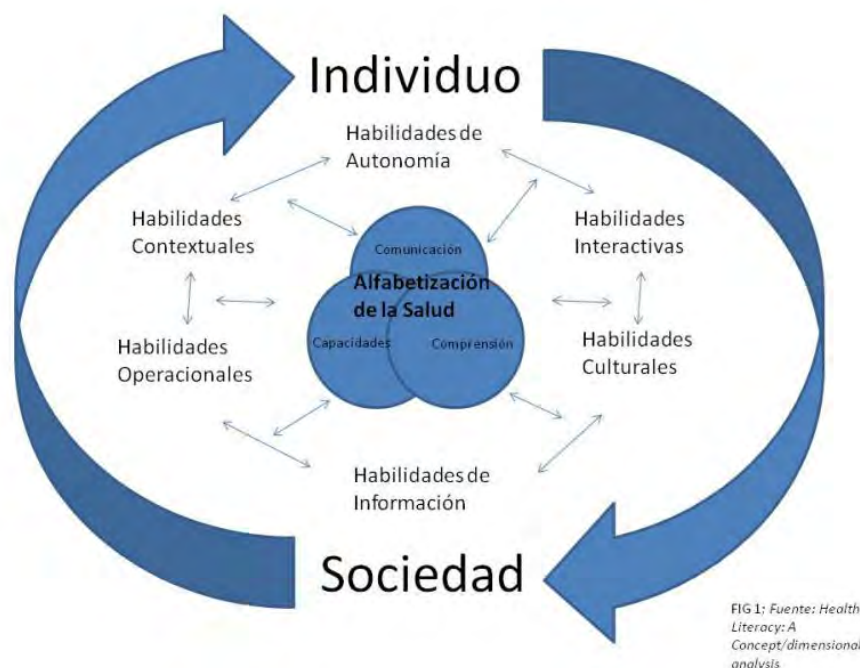 Individuo
Habilidades de
Autonomía
Habilidades
Contextuales
Habilidades
Interactivas
Comunicación
Alfabetización
de la Salud
Capacidades
Comprensión
Habilidades
Operacionales
Habilidades
Culturales
Habilidades de
Información
Sociedad
FIG 1: Fuente: Health
Literacy: A
Concept/dimensional
analysis